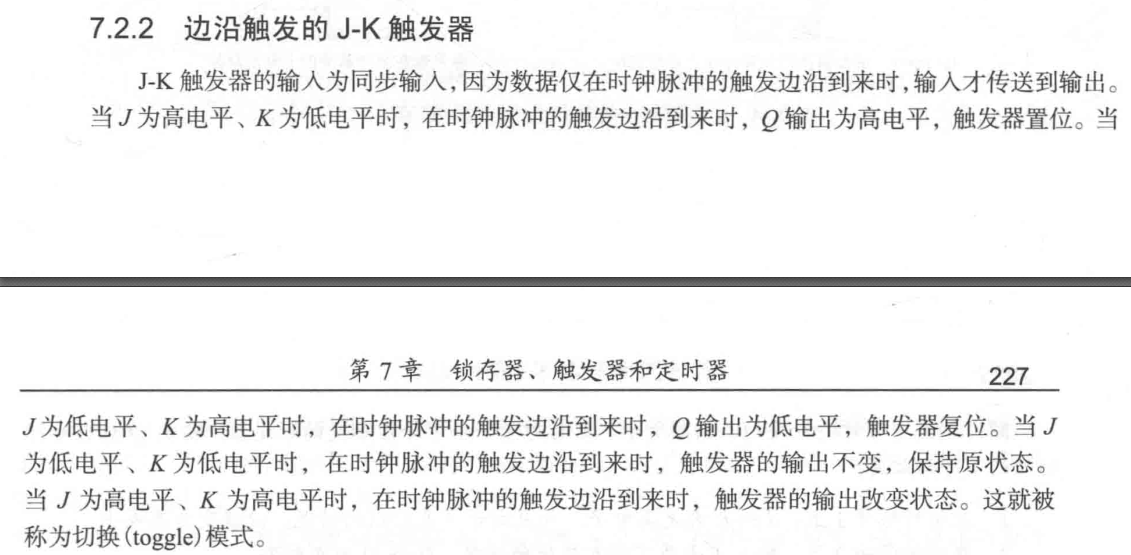 7.2.2 边沿触发的 J-K 触发器
J-K 触发器的输入为同步输入,因为数据仅在时钟脉冲的触发边沿到来时,输入才传送到输出。
当 J 为高电平、K 为低电平时，在时钟脉冲的触发边沿到来时，Q 输出为高电平，触发器置位。当
第 7 章 锁存器、触发器和定时器 227
J 为低电平、K 为高电平时，在时钟脉冲的触发边沿到来时，Q 输出为低电平，触发器复位。当 J
为低电平、K 为低电平时，在时钟脉冲的触发边沿到来时，触发器的输出不变，保持原状态。
当 J 为高电平、K 为高电平时，在时钟脉冲的触发边沿到来时，触发器的输出改变状态。这就被
称为切换(toggle)模式。